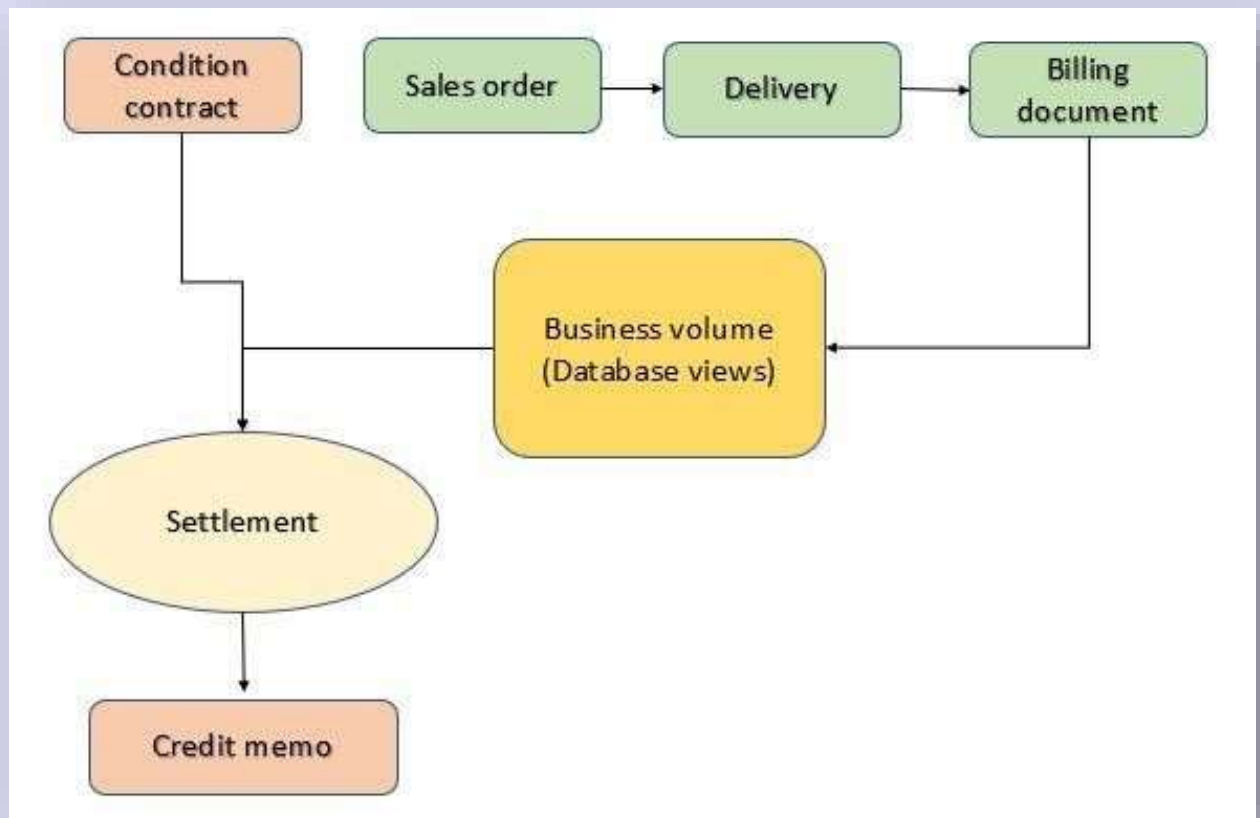 Condition
contract
Sales order
Delivery
Billing
document
Business volume
(Database views)
Settlement
Credit memo